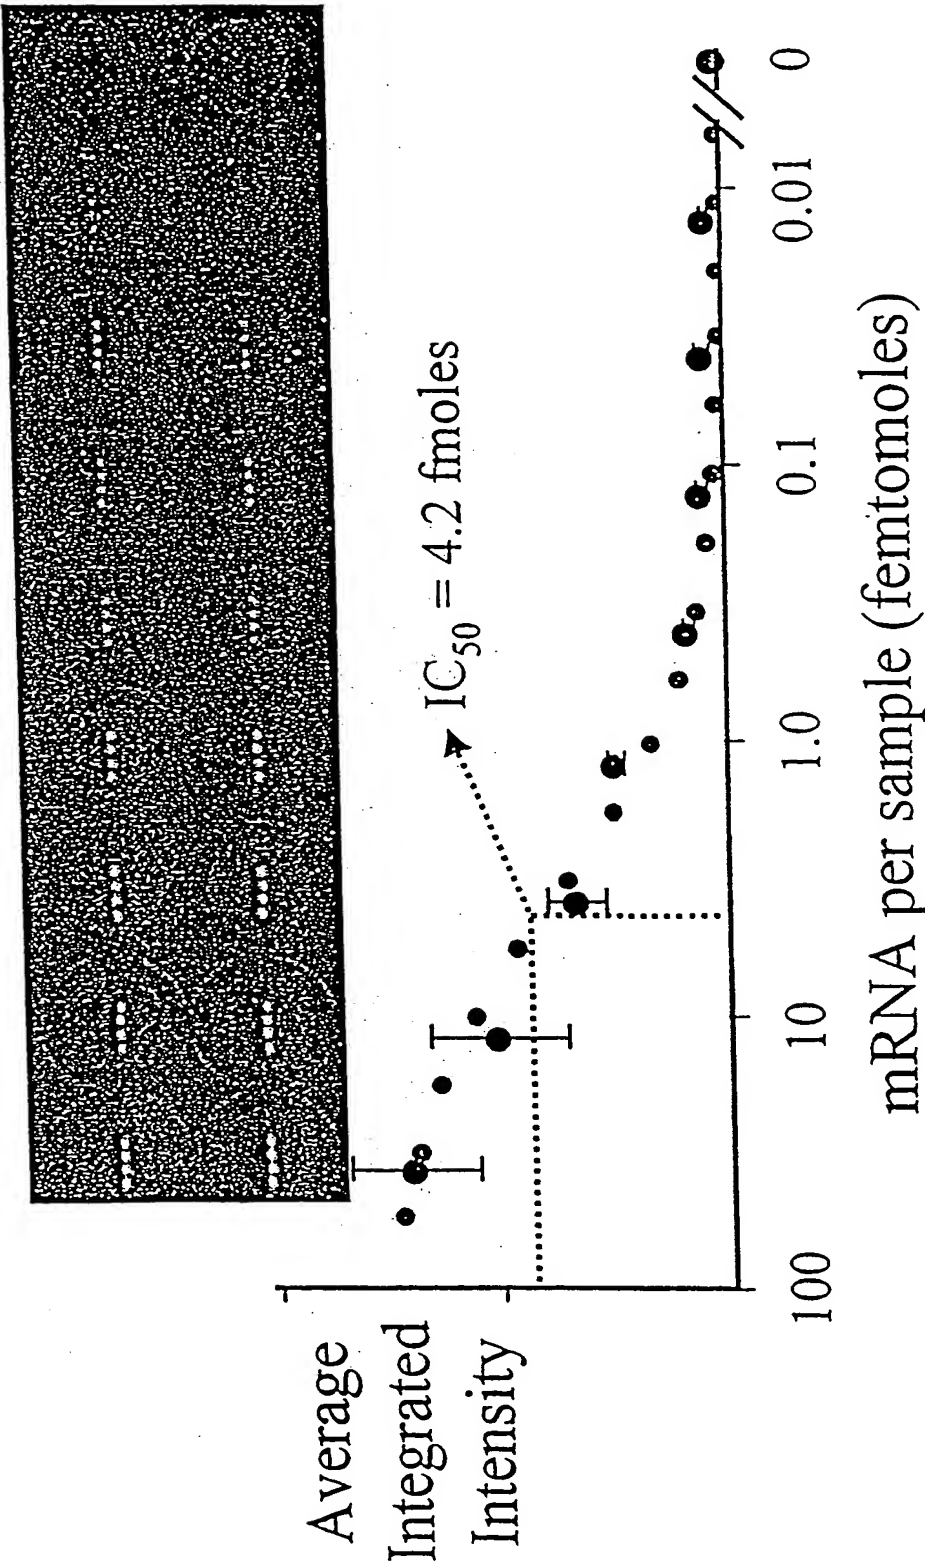 Average
Integrated
Intensity
IC50 = 4.2 fmoles
100 10 1.0 0.1 0.01 0
mRNA per sample (femtomoles)